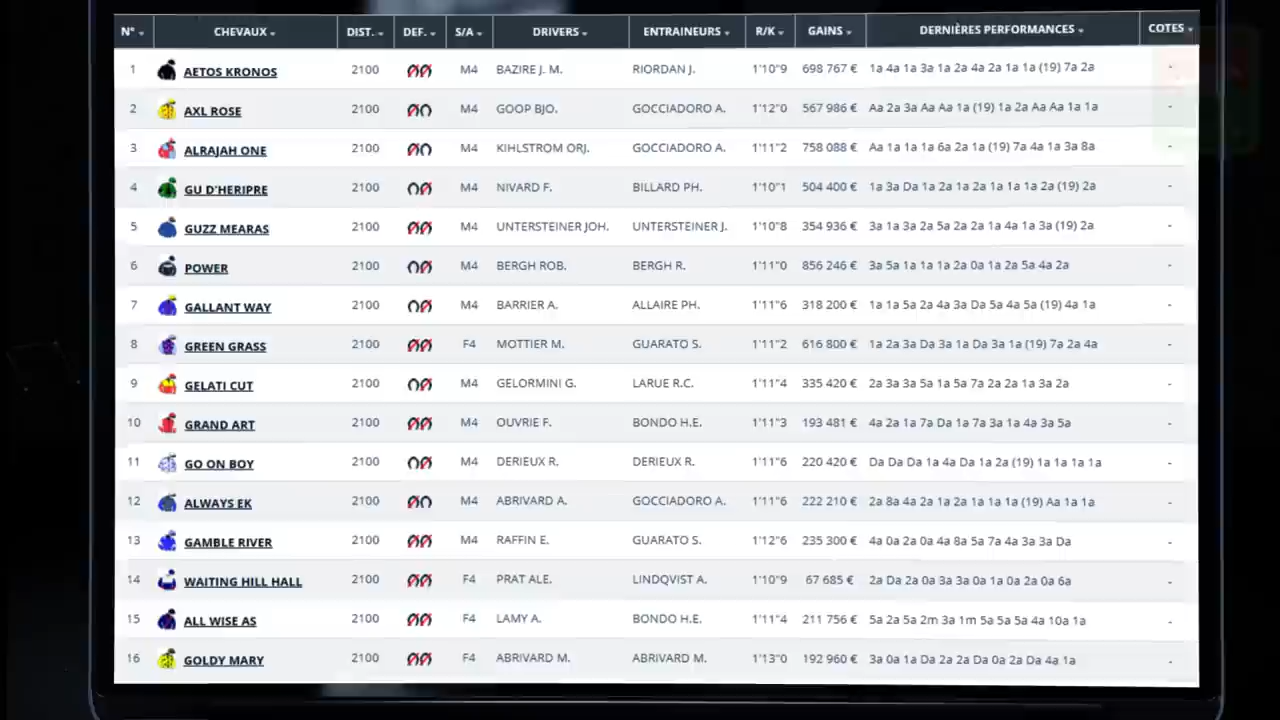 N° CHEVAUX DIST. DEF. S/A DRIVERS ENTRAINEURS R/K GAINS DERNIÈRES PERFORMANCES COTES
1 AETOS KRONOS 2100 M4 BAZIRE J. M. RIORDAN J. 1'10"9 698 767 € 1a 4a 1a 3a 1a 2a 4a 2a 1a 1a (19) 7a 2a -
2 AXL ROSE 2100 M4 GOOP BJO. GOCCIADORO A. 1'12"0 567 986 € Aa 2a 3a Aa Aa 1a (19) 1a 2a Aa Aa 1a 1a -
3 ALRAJAH ONE 2100 M4 KIHLSTROM ORJ. GOCCIADORO A. 1'11"2 758 088 € Aa 1a 1a 1a 6a 2a 1a (19) 7a 4a 1a 3a 8a -
4 GU D'HERIPRE 2100 M4 NIVARD F. BILLARD PH. 1'10"1 504 400 € 1a 3a Da 1a 2a 1a 2a 1a 1a 1a 2a (19) 2a -
5 GUZZ MEARAS 2100 M4 UNTERSTEINER JOH. UNTERSTEINER J. 1'10"8 354 936 € 3a 1a 3a 2a 5a 2a 2a 1a 4a 1a 3a (19) 2a -
6 POWER 2100 M4 BERGH ROB. BERGH R. 1'11"0 856 246 € 3a 5a 1a 1a 1a 2a 0a 1a 2a 5a 4a 2a -
7 GALLANT WAY 2100 M4 BARRIER A. ALLAIRE PH. 1'11"6 318 200 € 1a 1a 5a 2a 4a 3a Da 5a 4a 5a (19) 4a 1a -
8 GREEN GRASS 2100 F4 MOTTIER M. GUARATO S. 1'11"2 616 800 € 1a 2a 3a Da 3a 1a Da 3a 1a (19) 7a 2a 4a -
9 GELATI CUT 2100 M4 GELORMINI G. LARUE R.C. 1'11"4 335 420 € 2a 3a 3a 5a 1a 5a 7a 2a 2a 1a 3a 2a -
10 GRAND ART 2100 M4 OUVRIE F. BONDO H.E. 1'11"3 193 481 € 4a 2a 1a 7a Da 1a 7a 3a 1a 4a 3a 5a -
11 GO ON BOY 2100 M4 DERIEUX R. DERIEUX R. 1'11"6 220 420 € Da Da Da 1a 4a Da 1a 2a (19) 1a 1a 1a 1a -
12 ALWAYS EK 2100 M4 ABRIVARD A. GOCCIADORO A. 1'11"6 222 210 € 2a 8a 4a 2a 1a 2a 1a 1a 1a (19) Aa 1a 1a -
13 GAMBLE RIVER 2100 M4 RAFFIN E. GUARATO S. 1'12"6 235 300 € 4a 0a 2a 0a 4a 8a 5a 7a 4a 3a 3a Da -
14 WAITING HILL HALL 2100 F4 PRAT ALE. LINDQVIST A. 1'10"9 67 685 € 2a Da 2a 0a 3a 3a 0a 1a 0a 2a 0a 6a -
15 ALL WISE AS 2100 F4 LAMY A. BONDO H.E. 1'11"4 211 756 € 5a 2a 5a 2m 3a 1m 5a 5a 5a 4a 10a 1a -
16 GOLDY MARY 2100 F4 ABRIVARD M. ABRIVARD M. 1'13"0 192 960 € 3a 0a 1a Da 2a 2a Da 0a 2a Da 4a 1a -